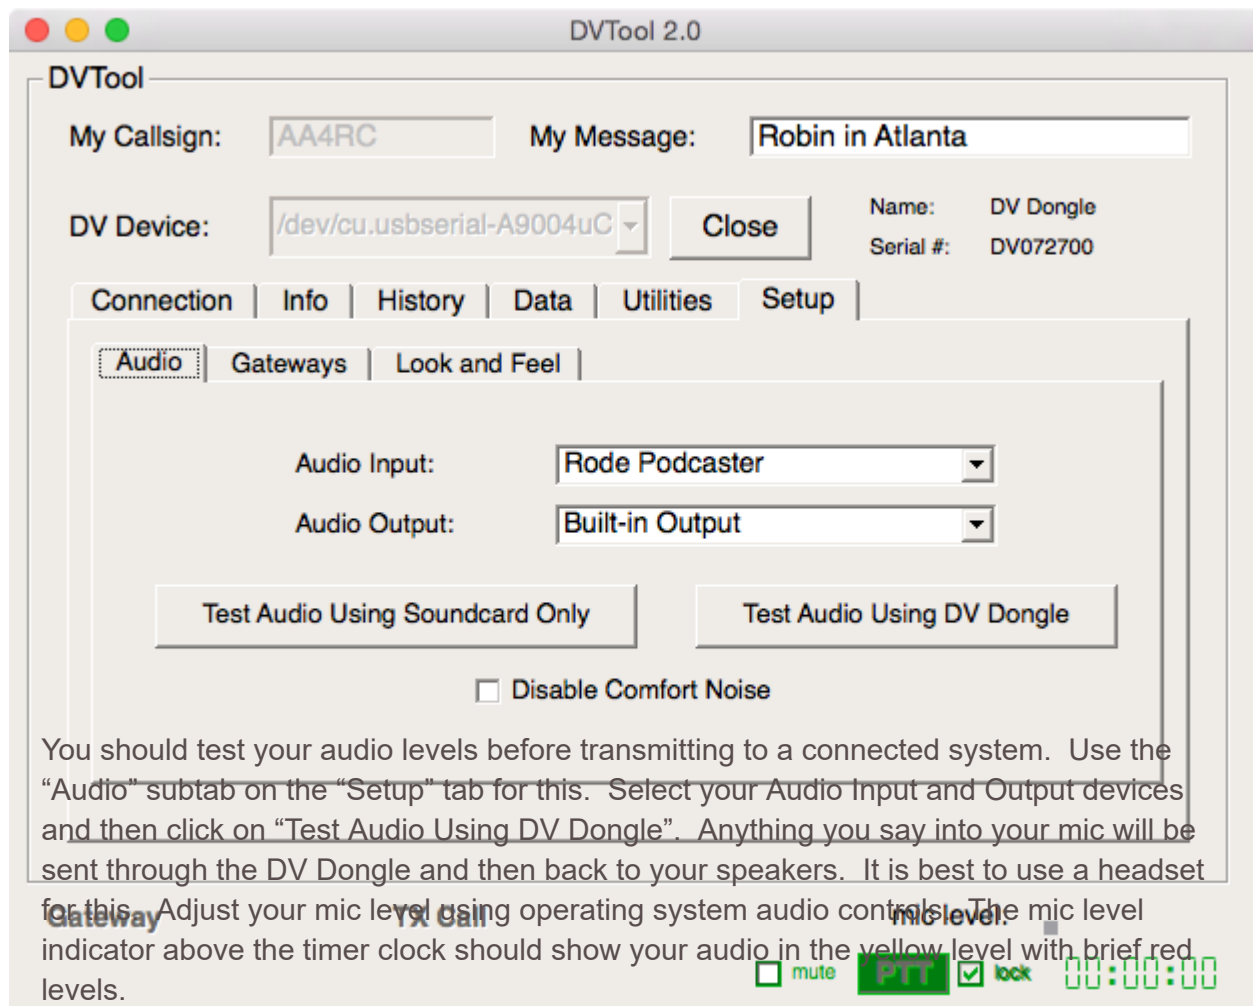 DVTool 2.0
DVTool
My Callsign: AA4RC My Message: Robin in Atlanta
DV Device: /dev/cu.usbserial-A9004uC Close Name: DV Dongle
Serial #: DV072700
Connection Info History Data Utilities Setup
Audio Gateways Look and Feel
Audio Input: Rode Podcaster
Audio Output: Built-in Output
Test Audio Using Soundcard Only Test Audio Using DV Dongle
Disable Comfort Noise
You should test your audio levels before transmitting to a connected system. Use the
“Audio” subtab on the “Setup” tab for this. Select your Audio Input and Output devices
and then click on “Test Audio Using DV Dongle”. Anything you say into your mic will be
sent through the DV Dongle and then back to your speakers. It is best to use a headset
for this. Adjust your mic level using operating system audio controls. The mic level
Gateway TX Call mic level:
indicator above the timer clock should show your audio in the yellow level with brief red
levels.
mute PTT lock 00:00:00